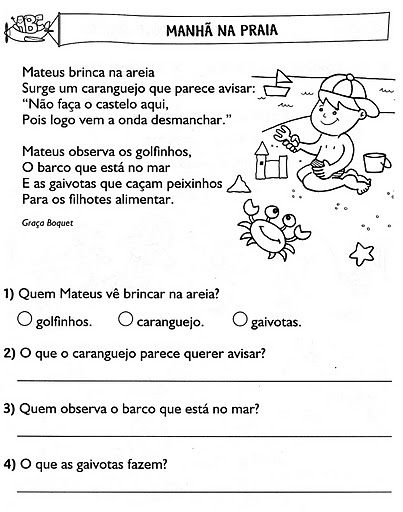 MANHÃ NA PRAIA
Mateus brinca na areia
Surge um caranguejo que parece avisar:
“Não faça o castelo aqui,
Pois logo vem a onda desmanchar.”
Mateus observa os golfinhos,
O barco que está no mar
E as gaivotas que caçam peixinhos
Para os filhotes alimentar.
Graça Boquet
1) Quem Mateus vê brincar na areia?
golfinhos. caranguejo. gaivotas.
2) O que o caranguejo parece querer avisar?
3) Quem observa o barco que está no mar?
4) O que as gaivotas fazem?